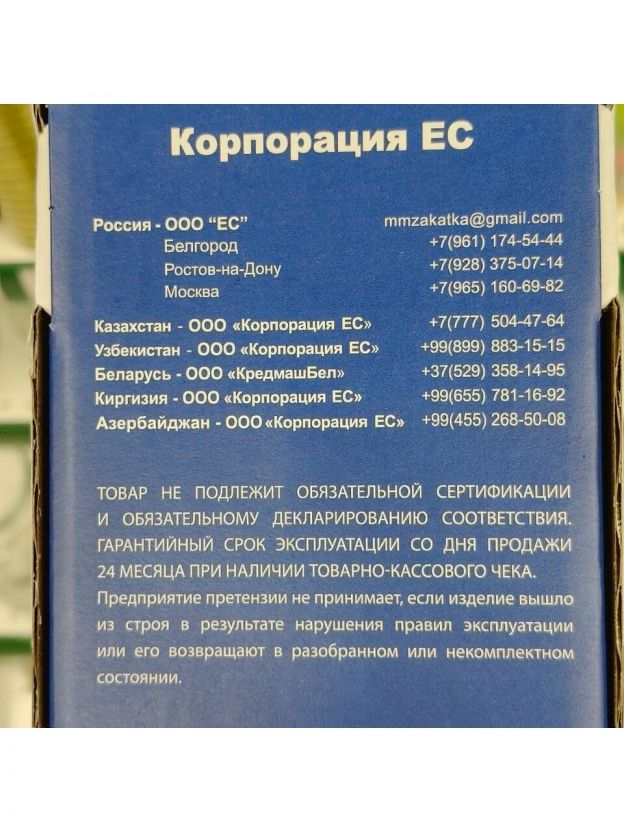 Корпорация ЕС
Россия - ООО "ЕС" mmzakatka@gmail.com
Белгород +7(961) 174-54-44
Ростов-на-Дону +7(928) 375-07-14
Москва +7(965) 160-69-82
Казахстан - ООО «Корпорация ЕС» +7(777) 504-47-64
Узбекистан - ООО «Корпорация ЕС» +99(899) 883-15-15
Беларусь - ООО «КредмашБел» +37(529) 358-14-95
Киргизия - ООО «Корпорация ЕС» +99(655) 781-16-92
Азербайджан - ООО «Корпорация ЕС» +99(455) 268-50-08
ТОВАР НЕ ПОДЛЕЖИТ ОБЯЗАТЕЛЬНОЙ СЕРТИФИКАЦИИ
И ОБЯЗАТЕЛЬНОМУ ДЕКЛАРИРОВАНИЮ СООТВЕТСТВИЯ.
ГАРАНТИЙНЫЙ СРОК ЭКСПЛУАТАЦИИ СО ДНЯ ПРОДАЖИ
24 МЕСЯЦА ПРИ НАЛИЧИИ ТОВАРНО-КАССОВОГО ЧЕКА.
Предприятие претензии не принимает, если изделие вышло
из строя в результате нарушения правил эксплуатации
или его возвращают в разобранном или некомплектном
состоянии.